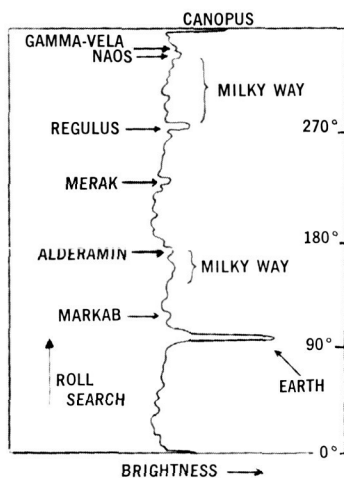 CANOPUS
GAMMA-VELA
NAOS
MILKY WAY
REGULUS
270°
MERAK
180°
ALDERAMIN
MILKY WAY
MARKAB
90°
ROLL
SEARCH
EARTH
0°
BRIGHTNESS